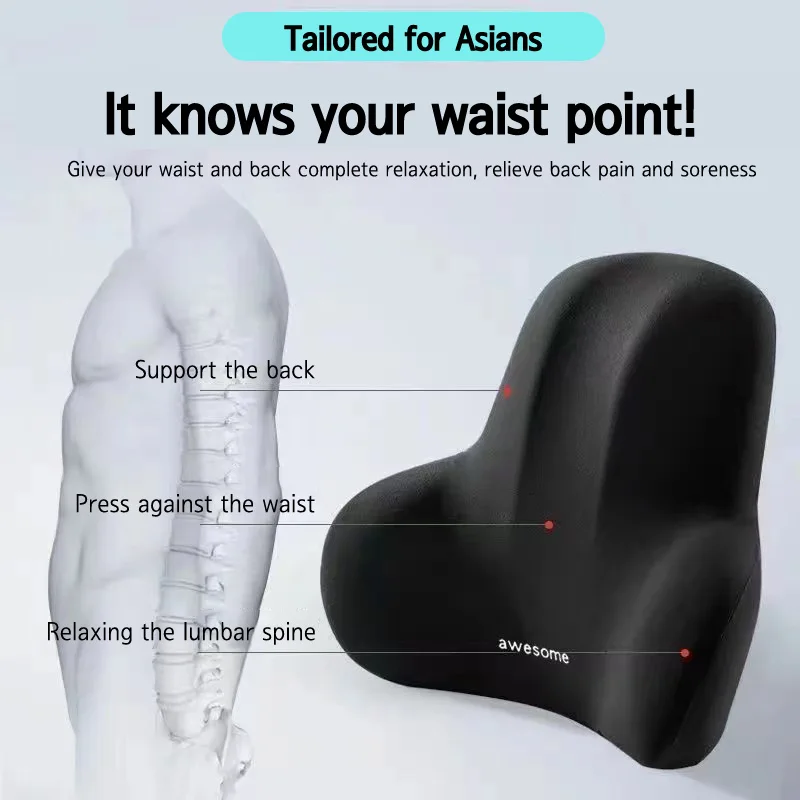 Tailored for Asians
It knows your waist point!
Give your waist and back complete relaxation, relieve back pain and soreness
Support the back
Press against the waist
Relaxing the lumbar spine
awesome